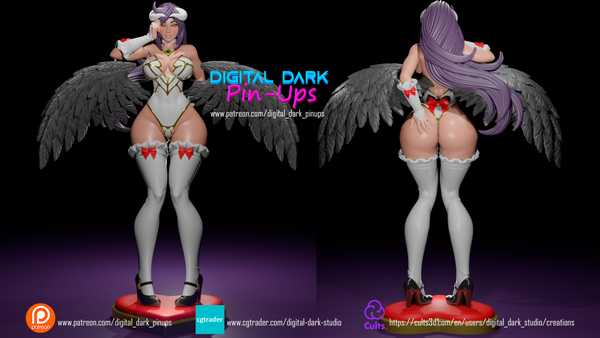 DIGITAL DARK
Pin-Ups
www.patreon.com/digital_dark_pinups
patreon
www.patreon.com/digital_dark_pinups
cgtrader
www.cgtrader.com/digital-dark-studio
Cults
https://cults3d.com/en/users/digital_dark_studio/creations